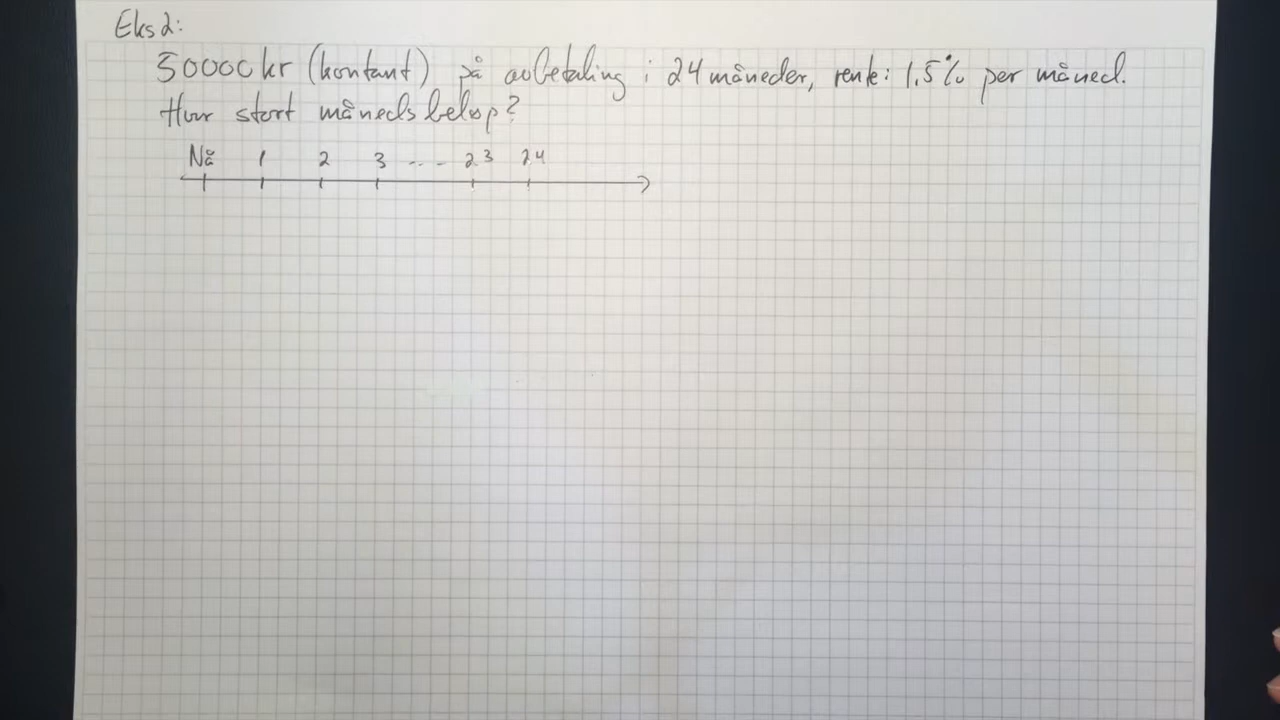 Eks 2:
50000 kr (kontant) på avbetaling i 24 måneder, rente: 1,5% per måned.
Hvor stort månedsbeløp?
Nå 1 2 3 ... 23 24